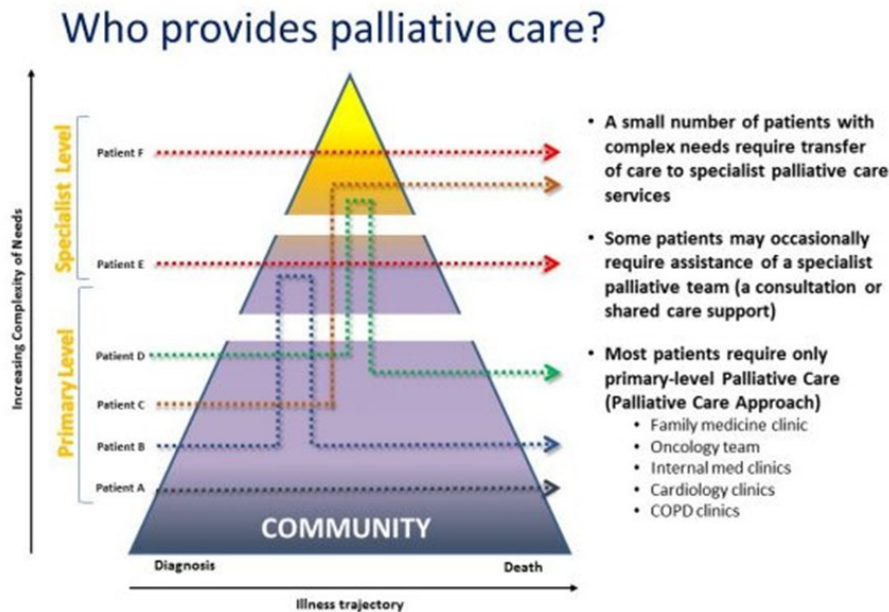 Who provides palliative care?
Increasing Complexity of Needs
Specialist Level
Primary Level
Patient F
Patient E
Patient D
Patient C
Patient B
Patient A
COMMUNITY
Diagnosis
Death
Illness trajectory
• A small number of patients with
complex needs require transfer
of care to specialist palliative care
services
• Some patients may occasionally
require assistance of a specialist
palliative team (a consultation or
shared care support)
• Most patients require only
primary-level Palliative Care
(Palliative Care Approach)
• Family medicine clinic
• Oncology team
• Internal med clinics
• Cardiology clinics
• COPD clinics